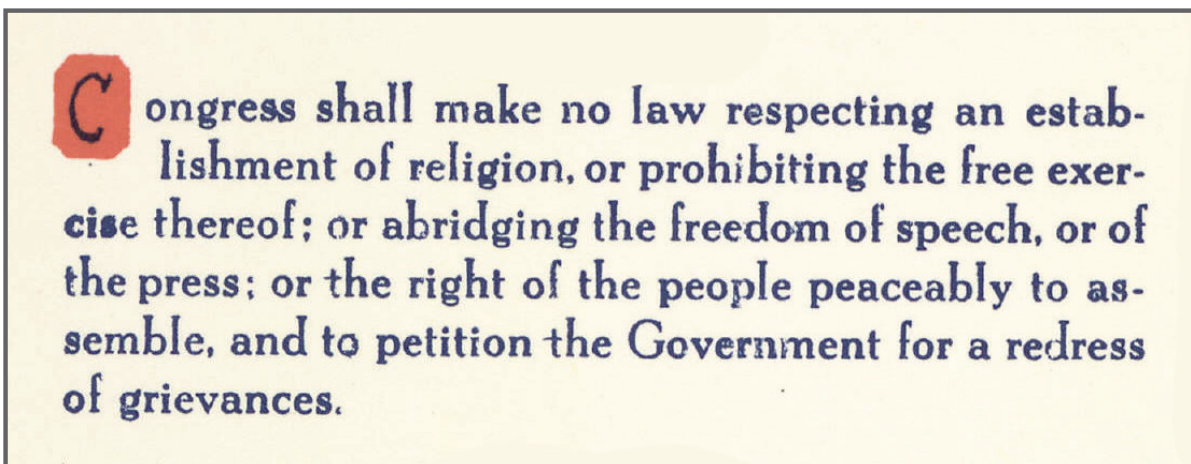 Congress shall make no law respecting an estab-
lishment of religion, or prohibiting the free exer-
cise thereof; or abridging the freedom of speech, or of
the press; or the right of the people peaceably to as-
semble, and to petition the Government for a redress
of grievances.